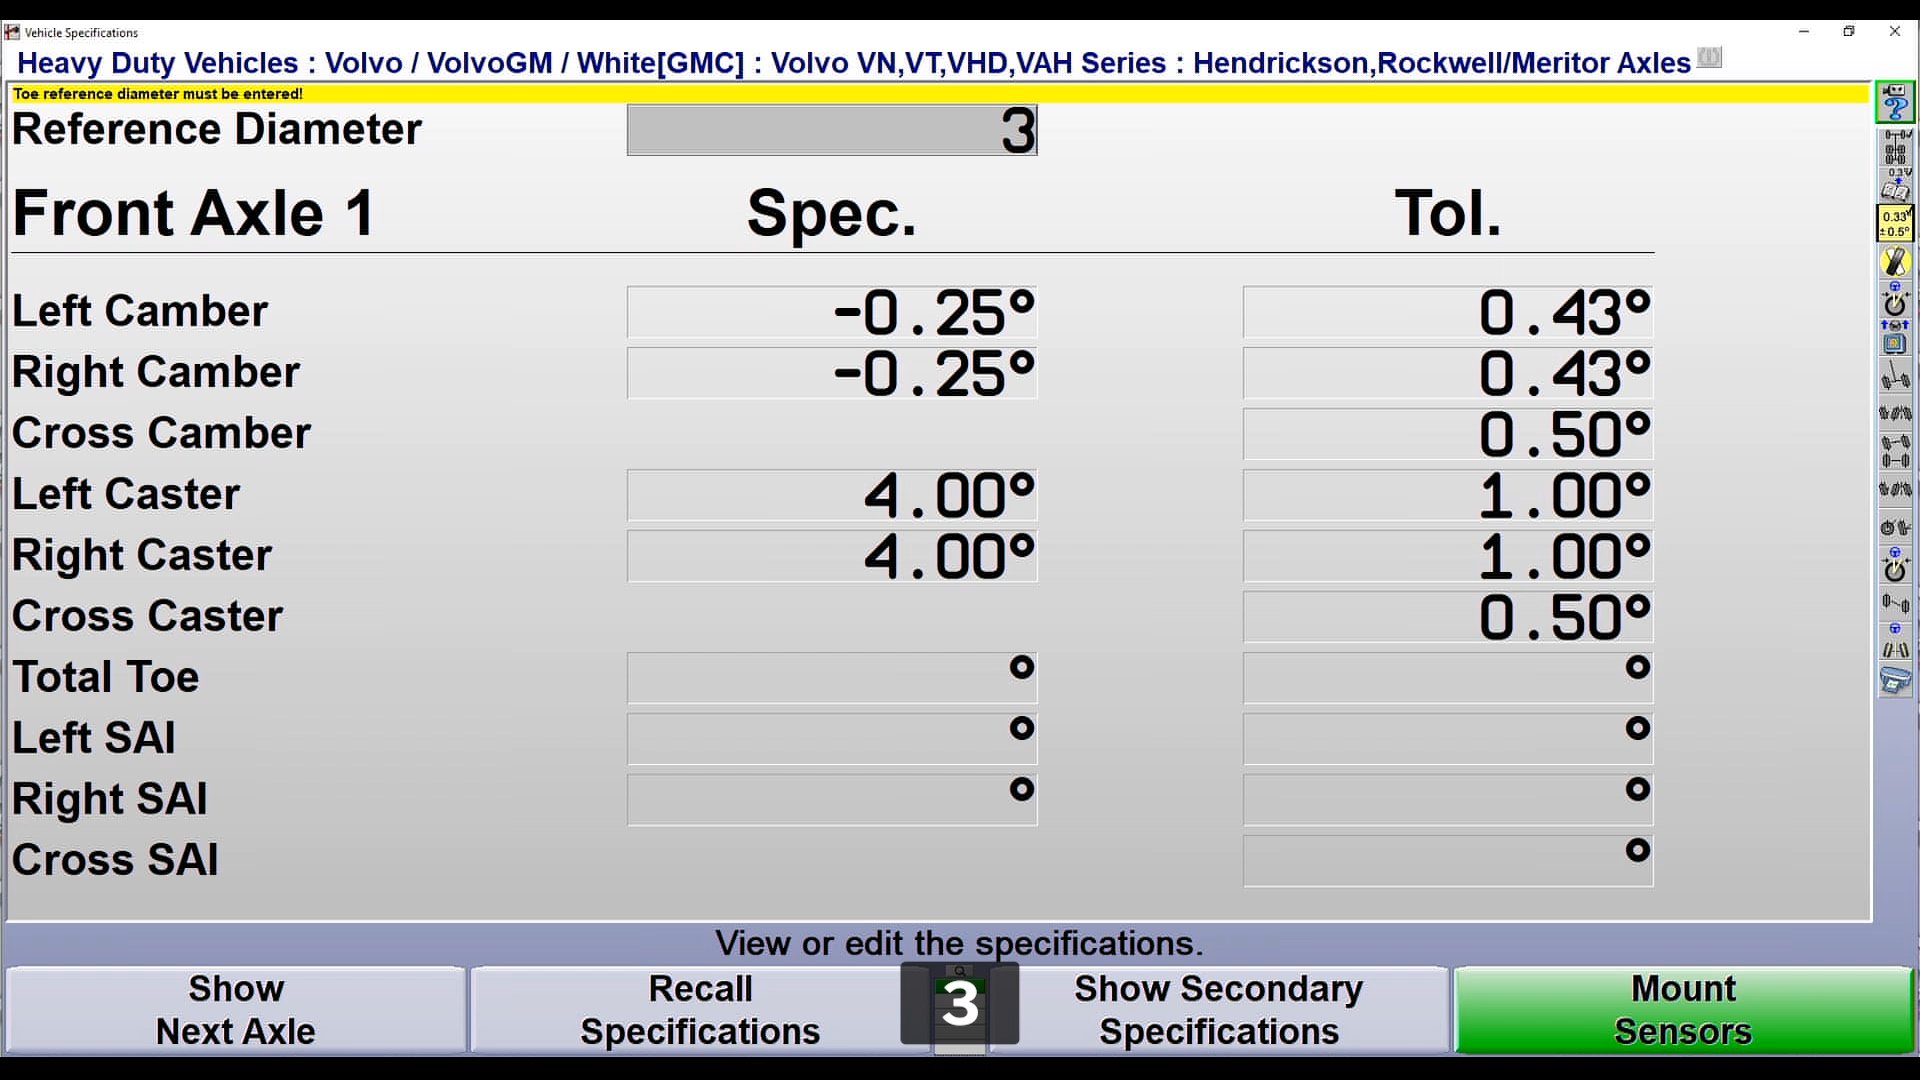 Vehicle Specifications
Heavy Duty Vehicles : Volvo / VolvoGM / White[GMC] : Volvo VN,VT,VHD,VAH Series : Hendrickson,Rockwell/Meritor Axles
Toe reference diameter must be entered!
Reference Diameter 3
Front Axle 1 Spec. Tol.
Left Camber -0.25° 0.43°
Right Camber -0.25° 0.43°
Cross Camber 0.50°
Left Caster 4.00° 1.00°
Right Caster 4.00° 1.00°
Cross Caster 0.50°
Total Toe ° °
Left SAI ° °
Right SAI ° °
Cross SAI °
View or edit the specifications.
Show Next Axle
Recall Specifications
3
Show Secondary Specifications
Mount Sensors
0.33
±0.5°